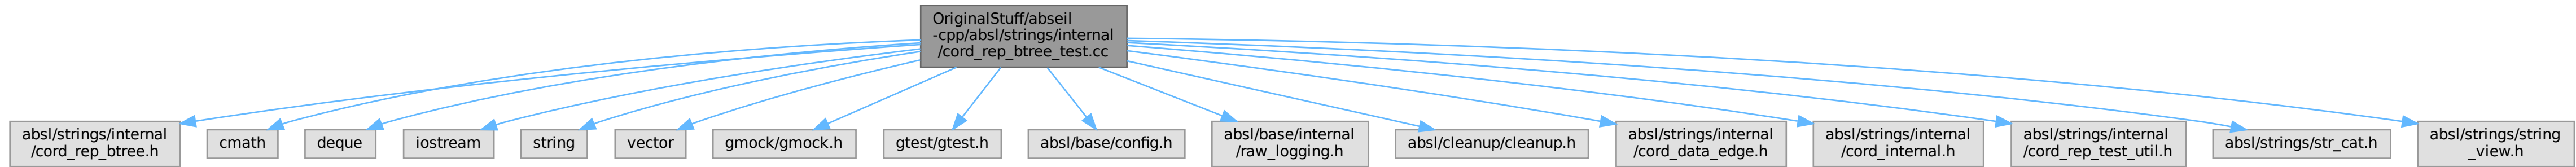 OriginalStuff/abseil
-cpp/absl/strings/internal
/cord_rep_btree_test.cc
absl/strings/internal
/cord_rep_btree.h
cmath
deque
iostream
string
vector
gmock/gmock.h
gtest/gtest.h
absl/base/config.h
absl/base/internal
/raw_logging.h
absl/cleanup/cleanup.h
absl/strings/internal
/cord_data_edge.h
absl/strings/internal
/cord_internal.h
absl/strings/internal
/cord_rep_test_util.h
absl/strings/str_cat.h
absl/strings/string
_view.h